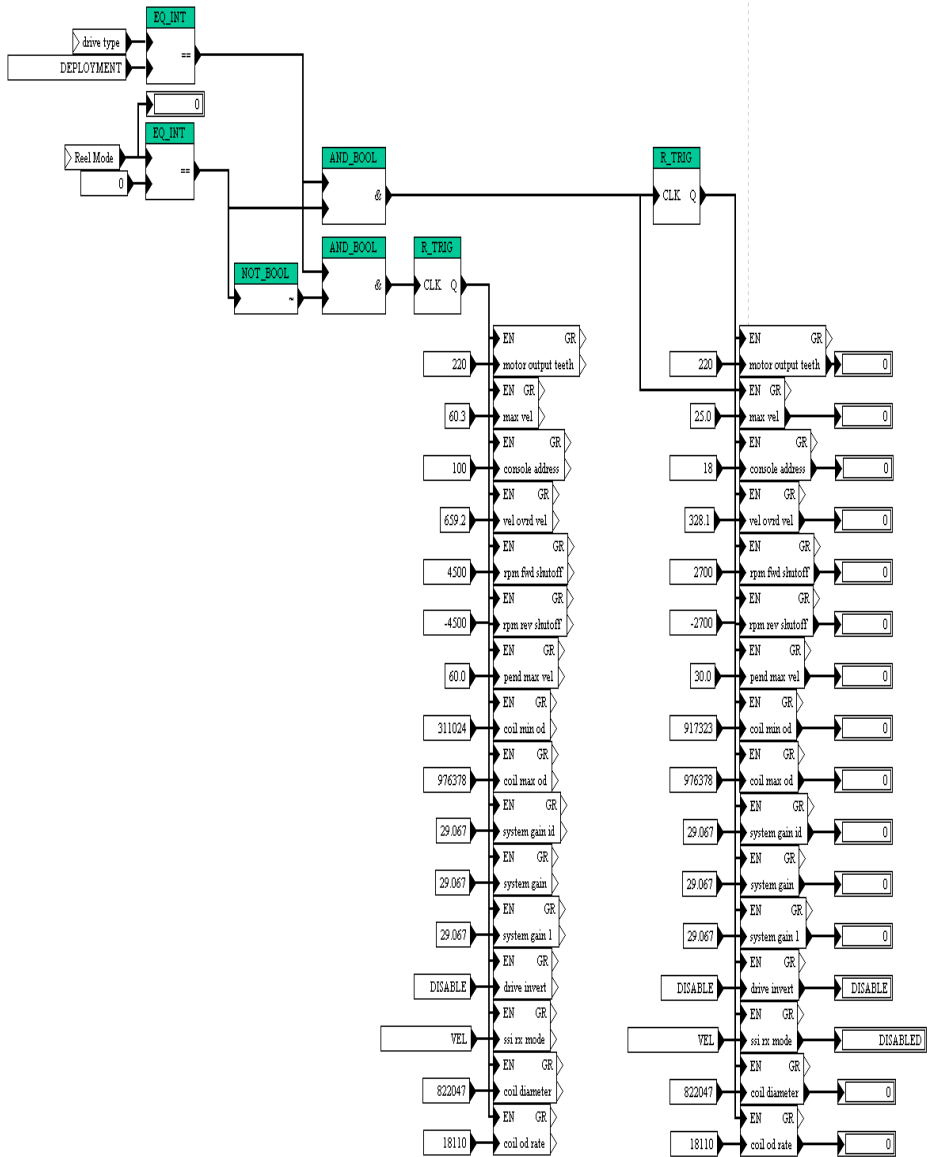 EQ_INT
drive type
==
DEPLOYMENT
0
EQ_INT
Reel Mode
==
0
AND_BOOL
&
R_TRIG
CLK Q
AND_BOOL
&
R_TRIG
CLK Q
NOT_BOOL
~
EN GR
220 motor output teeth
EN GR
60.3 max vel
EN GR
100 console address
EN GR
659.2 vel ovrd vel
EN GR
4500 rpm fwd shutoff
EN GR
-4500 rpm rev shutoff
EN GR
60.0 pend max vel
EN GR
311024 coil min od
EN GR
976378 coil max od
EN GR
29.067 system gain id
EN GR
29.067 system gain
EN GR
29.067 system gain 1
EN GR
DISABLE drive invert
EN GR
VEL ssi rx mode
EN GR
822047 coil diameter
EN GR
18110 coil od rate
EN GR
220 motor output teeth 0
EN GR
25.0 max vel 0
EN GR
18 console address 0
EN GR
328.1 vel ovrd vel 0
EN GR
2700 rpm fwd shutoff 0
EN GR
-2700 rpm rev shutoff 0
EN GR
30.0 pend max vel 0
EN GR
917323 coil min od 0
EN GR
976378 coil max od 0
EN GR
29.067 system gain id 0
EN GR
29.067 system gain 0
EN GR
29.067 system gain 1 0
EN GR
DISABLE drive invert DISABLE
EN GR
VEL ssi rx mode DISABLED
EN GR
822047 coil diameter 0
EN GR
18110 coil od rate 0